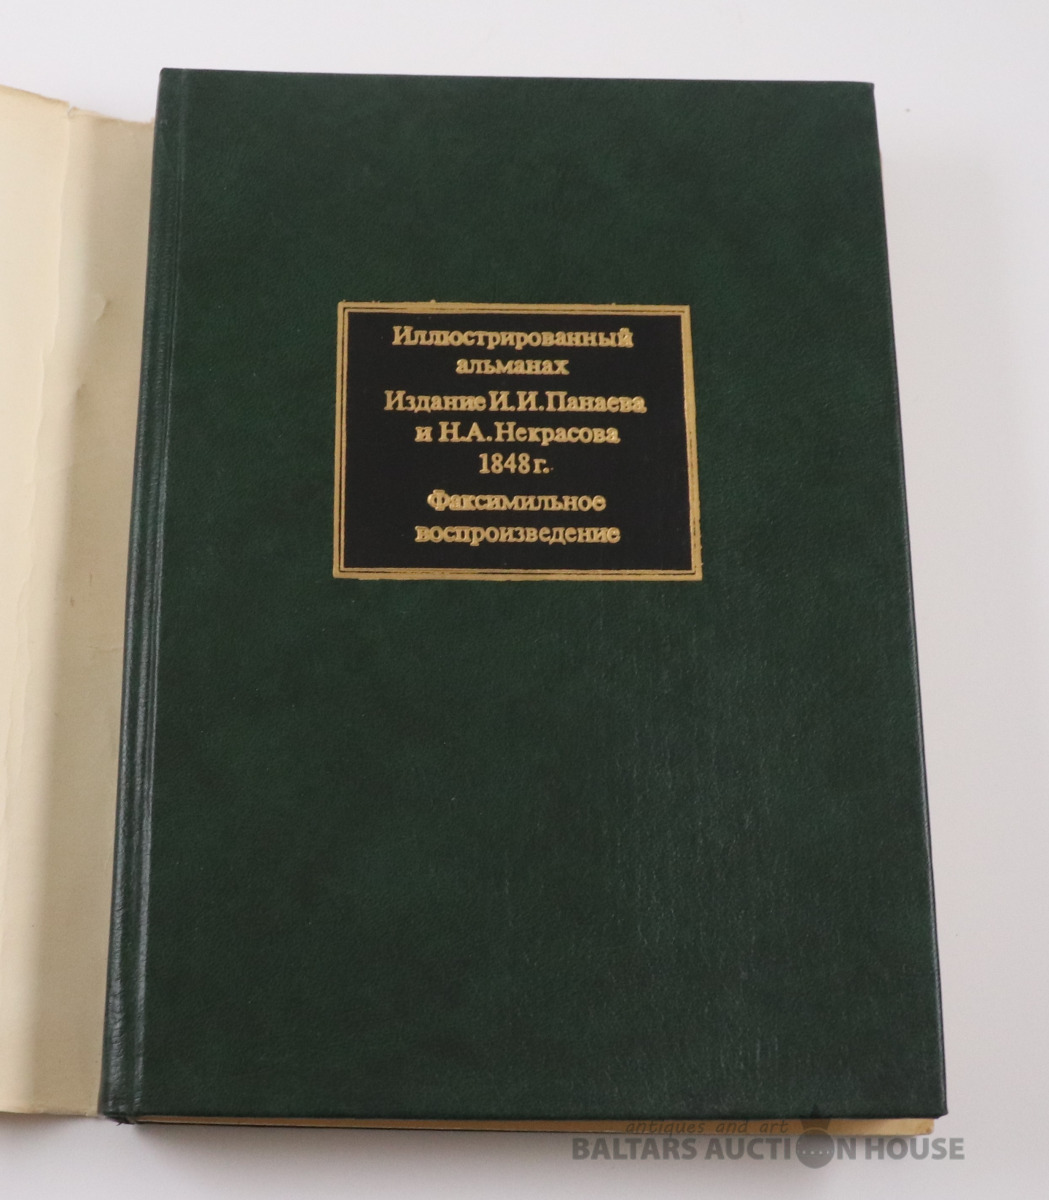 Иллюстрированный
альманах
Издание И.И.Панаева
и Н.А.Некрасова
1848 г.
Факсимильное
воспроизведение
antiques and art
BALTARS AUCTION HOUSE